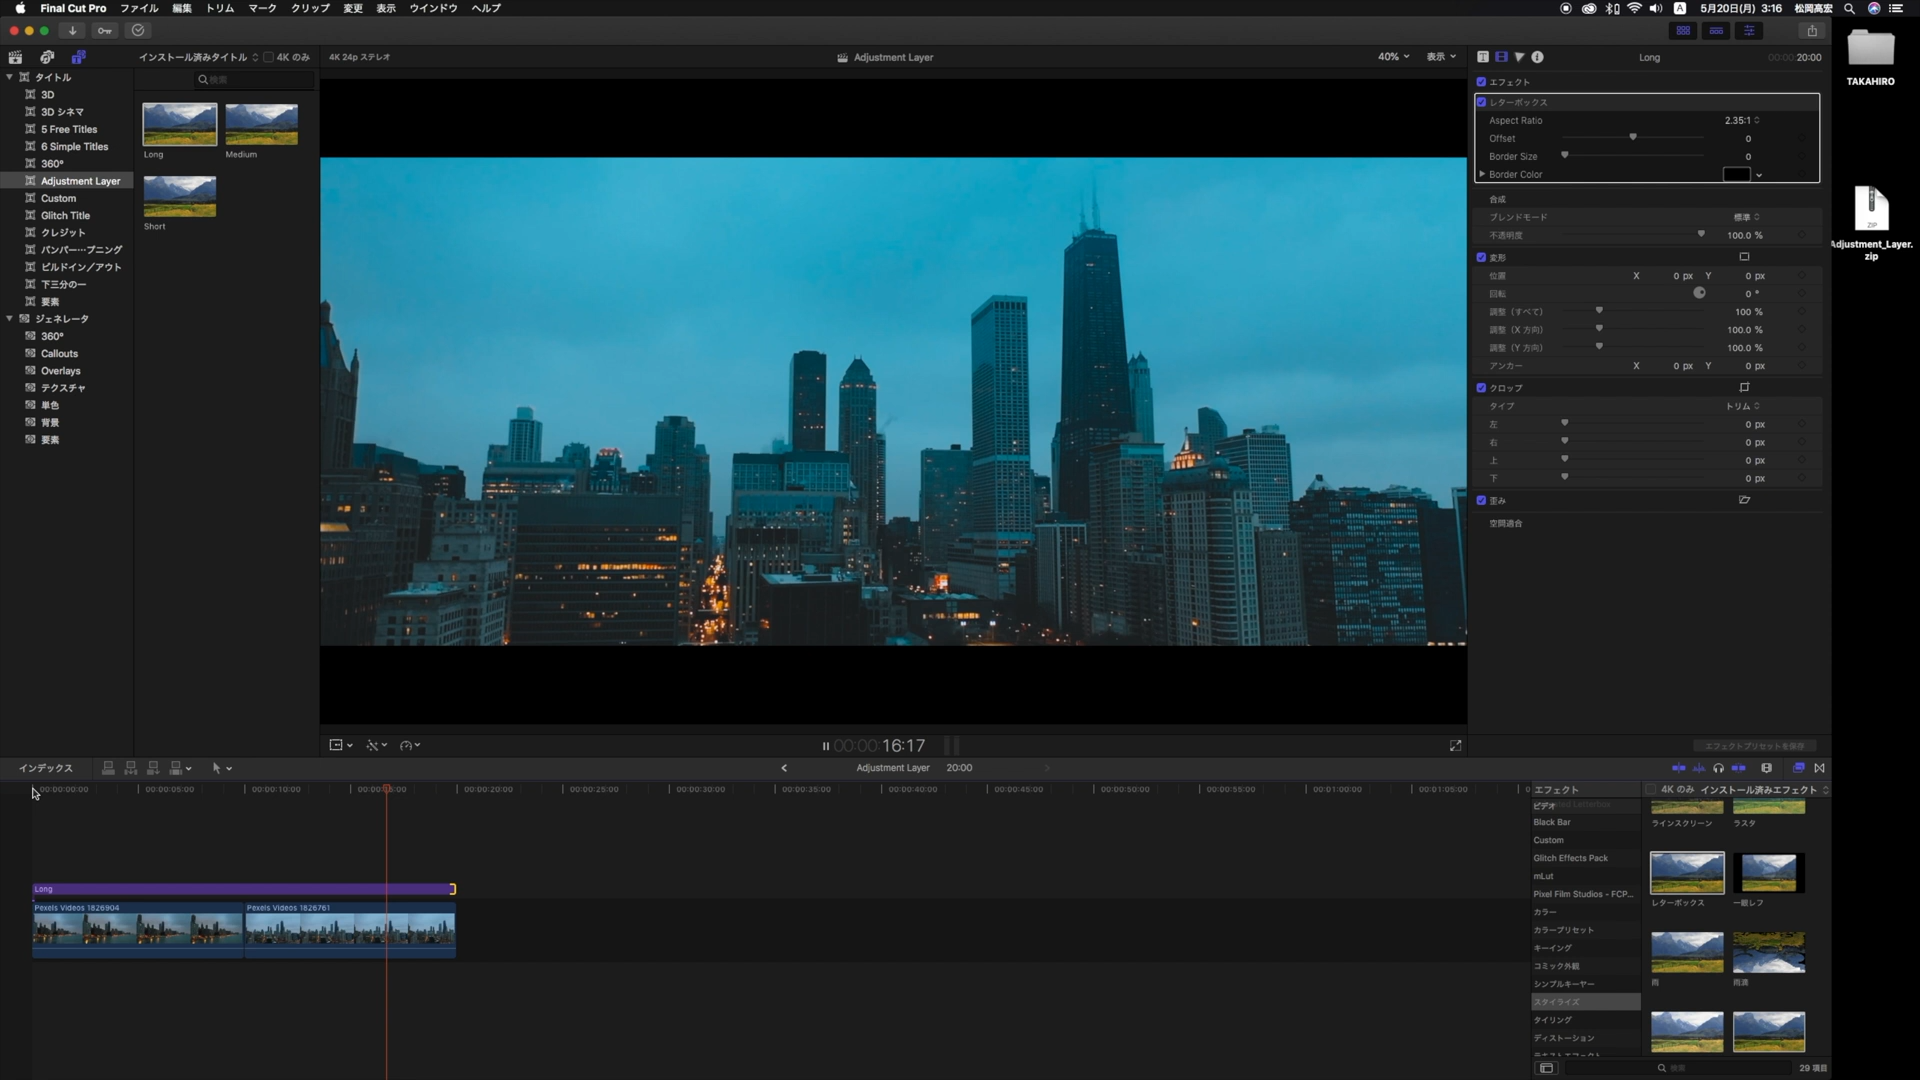 Final Cut Pro ファイル 編集 トリム マーク クリップ 変更 表示 ウインドウ ヘルプ
5月20日(月) 3:16 松岡高宏
インストール済みタイトル 4K のみ
4K 24p ステレオ
Adjustment Layer
40% 表示
Long
20:00
タイトル
3D
3D シネマ
5 Free Titles
6 Simple Titles
360°
Adjustment Layer
Custom
Glitch Title
クレジット
バンパー…プニング
ビルドイン／アウト
下三分の一
要素
ジェネレータ
360°
Callouts
Overlays
テクスチャ
単色
背景
要素
検索
Long
Medium
Short
エフェクト
レターボックス
Aspect Ratio 2.35:1
Offset 0
Border Size 0
Border Color
合成
ブレンドモード 標準
不透明度 100.0 %
変形
位置 X 0 px Y 0 px
回転 0 °
調整（すべて） 100 %
調整（X 方向） 100.0 %
調整（Y 方向） 100.0 %
アンカー X 0 px Y 0 px
クロップ
タイプ トリム
左 0 px
右 0 px
上 0 px
下 0 px
歪み
空間適合
エフェクトプリセットを保存
TAKAHIRO
ZIP
Adjustment_Layer.
zip
00:00:16:17
インデックス
Adjustment Layer 20:00
00:00:00:00 00:00:05:00 00:00:10:00 00:00:20:00 00:00:25:00 00:00:30:00 00:00:35:00 00:00:40:00 00:00:45:00 00:00:50:00 00:00:55:00 00:01:00:00 00:01:05:00
Long
Pexels Videos 1826904
Pexels Videos 1826761
エフェクト
4K のみ インストール済みエフェクト
ビデオ
Black Bar
Custom
Glitch Effects Pack
mLut
Pixel Film Studios - FCP...
カラー
カラープリセット
キーイング
コミック外観
シンプルキーヤー
スタイライズ
タイリング
ディストーション
ラインスクリーン
ラスタ
レターボックス
一眼レフ
雨
雨滴
検索
29 項目